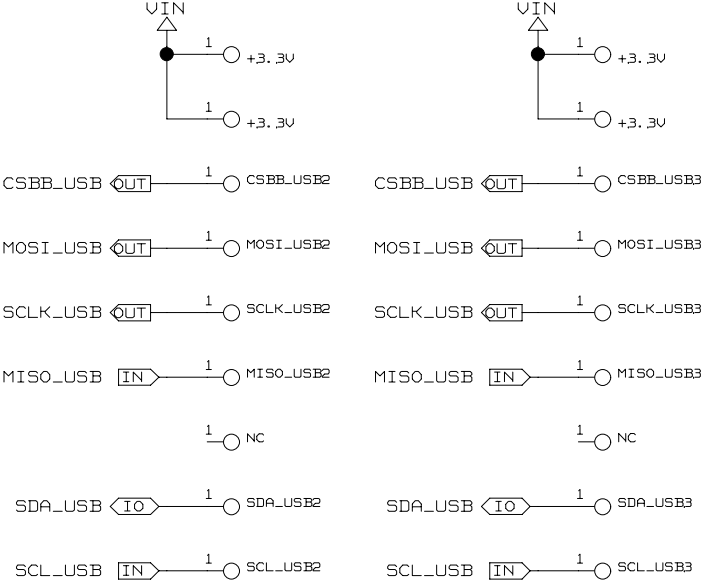 VIN VIN
1 +3.3V 1 +3.3V
1 +3.3V 1 +3.3V
CSBB_USB OUT 1 CSBB_USB2 CSBB_USB OUT 1 CSBB_USB3
MOSI_USB OUT 1 MOSI_USB2 MOSI_USB OUT 1 MOSI_USB3
SCLK_USB OUT 1 SCLK_USB2 SCLK_USB OUT 1 SCLK_USB3
MISO_USB IN 1 MISO_USB2 MISO_USB IN 1 MISO_USB3
1 NC 1 NC
SDA_USB IO 1 SDA_USB2 SDA_USB IO 1 SDA_USB3
SCL_USB IN 1 SCL_USB2 SCL_USB IN 1 SCL_USB3